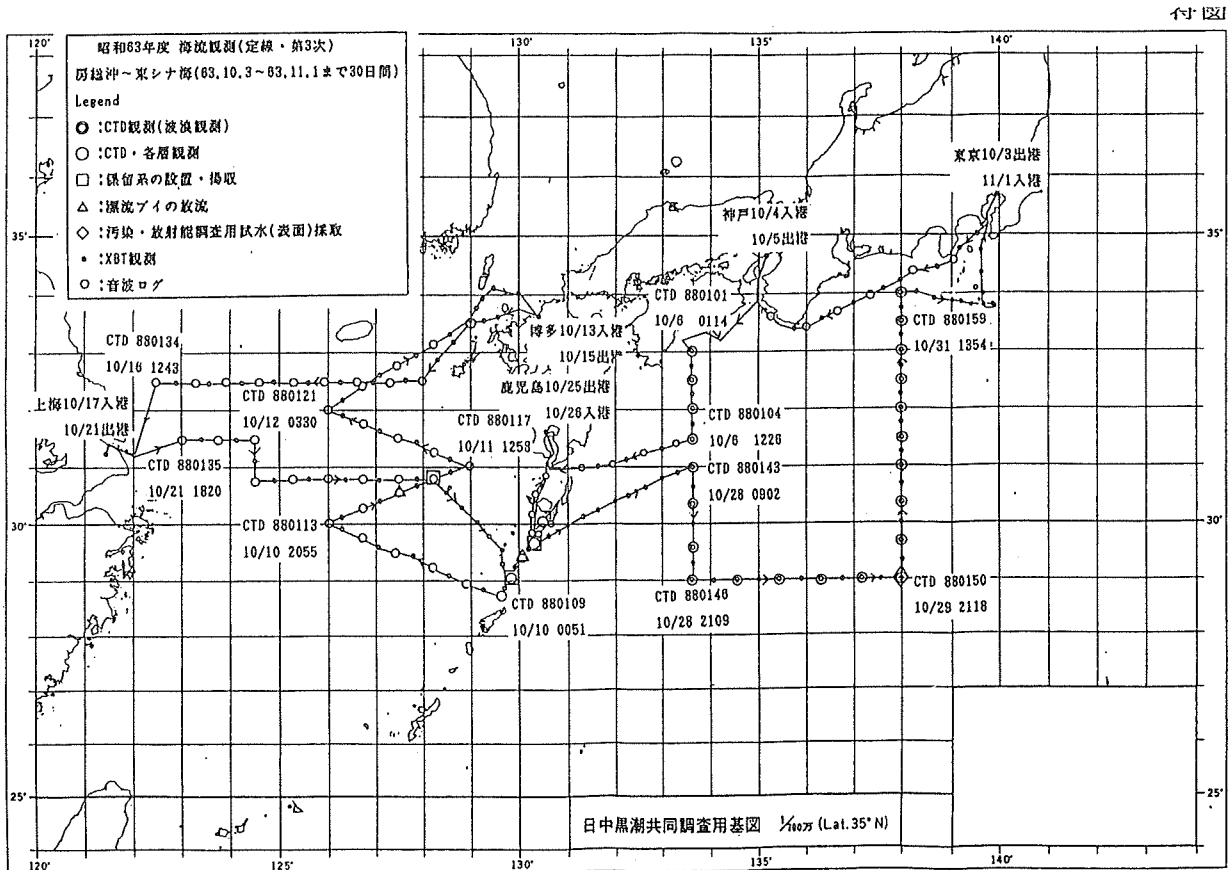 付図
120° 130° 135° 140°
昭和63年度 海流観測(定線・第3次)
房総沖~東シナ海(63.10.3~63.11.1まで30日間)
Legend
◎ :CTD観測(波浪観測)
○ :CTD・各層観測
□ :係留系の設置・揚収
△ :漂流ブイの放流
◇ :汚染・放射能調査用試水(表面)採取
• :XBT観測
○ :音波ログ
東京10/3出港
11/1入港
神戸10/4入港
10/5出港
35° 35°
CTD 880101
10/6 0114
CTD 880159
10/31 1354
博多10/13入港
10/15出港
CTD 880134
10/16 1243
鹿児島10/25出港
10/26入港
CTD 880121
10/12 0330
上海10/17入港
10/21出港
CTD 880117
10/11 1258
CTD 880104
10/6 1226
CTD 880135
10/21 1820
CTD 880143
10/28 0902
CTD 880113
10/10 2055
30° 30°
CTD 880109
10/10 0051
CTD 880146
10/28 2109
CTD 880150
10/29 2118
25° 25°
日中黒潮共同調査用基図 (Lat.35°N)
120° 125° 130° 135° 140°